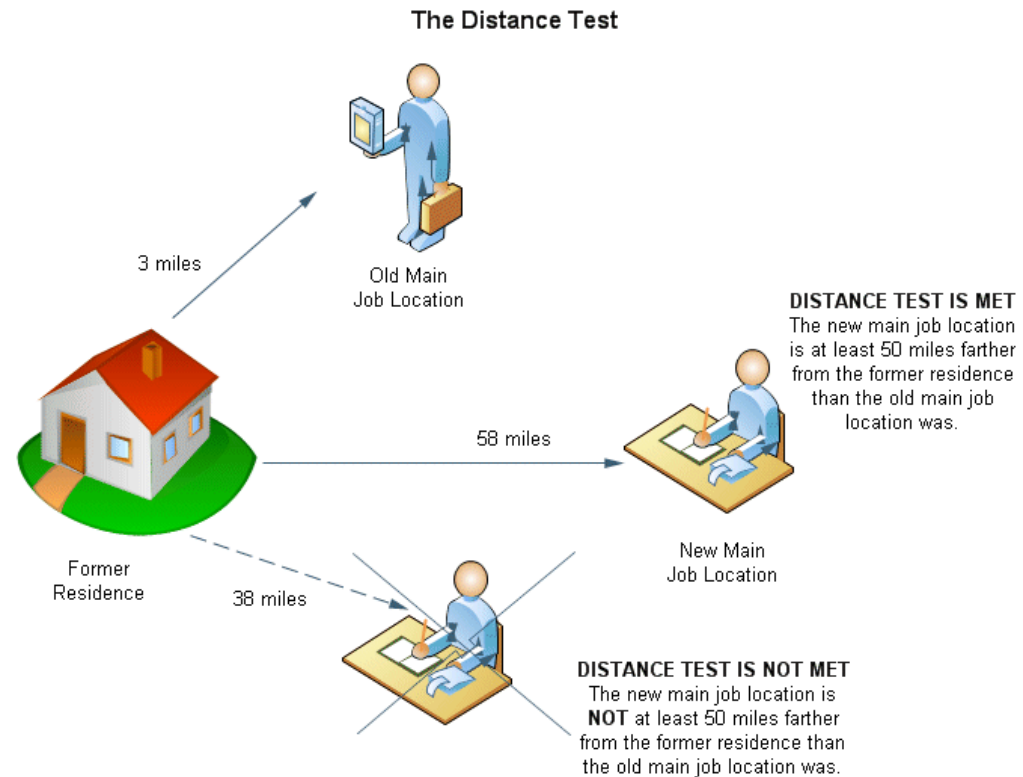 The Distance Test
3 miles
Old Main
Job Location
DISTANCE TEST IS MET
The new main job location
is at least 50 miles farther
from the former residence
than the old main job
location was.
58 miles
New Main
Job Location
Former
Residence
38 miles
DISTANCE TEST IS NOT MET
The new main job location is
NOT at least 50 miles farther
from the former residence than
the old main job location was.